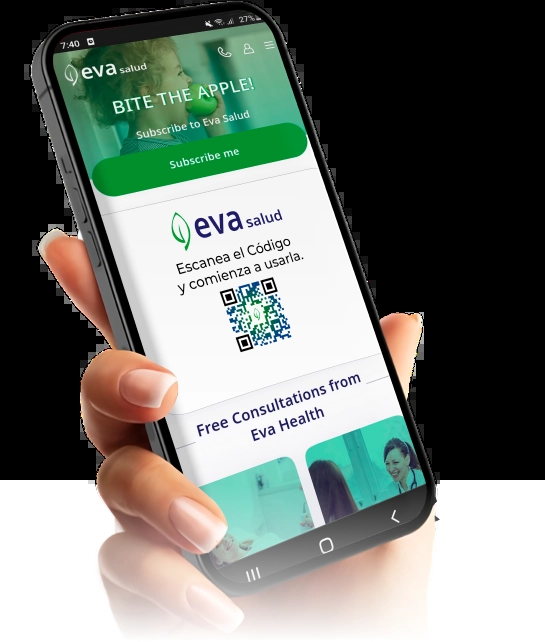 7:40
27%
eva salud
BITE THE APPLE!
Subscribe to Eva Salud
Subscribe me
eva salud
Escanea el Código
y comienza a usarla.
Free Consultations from
Eva Health